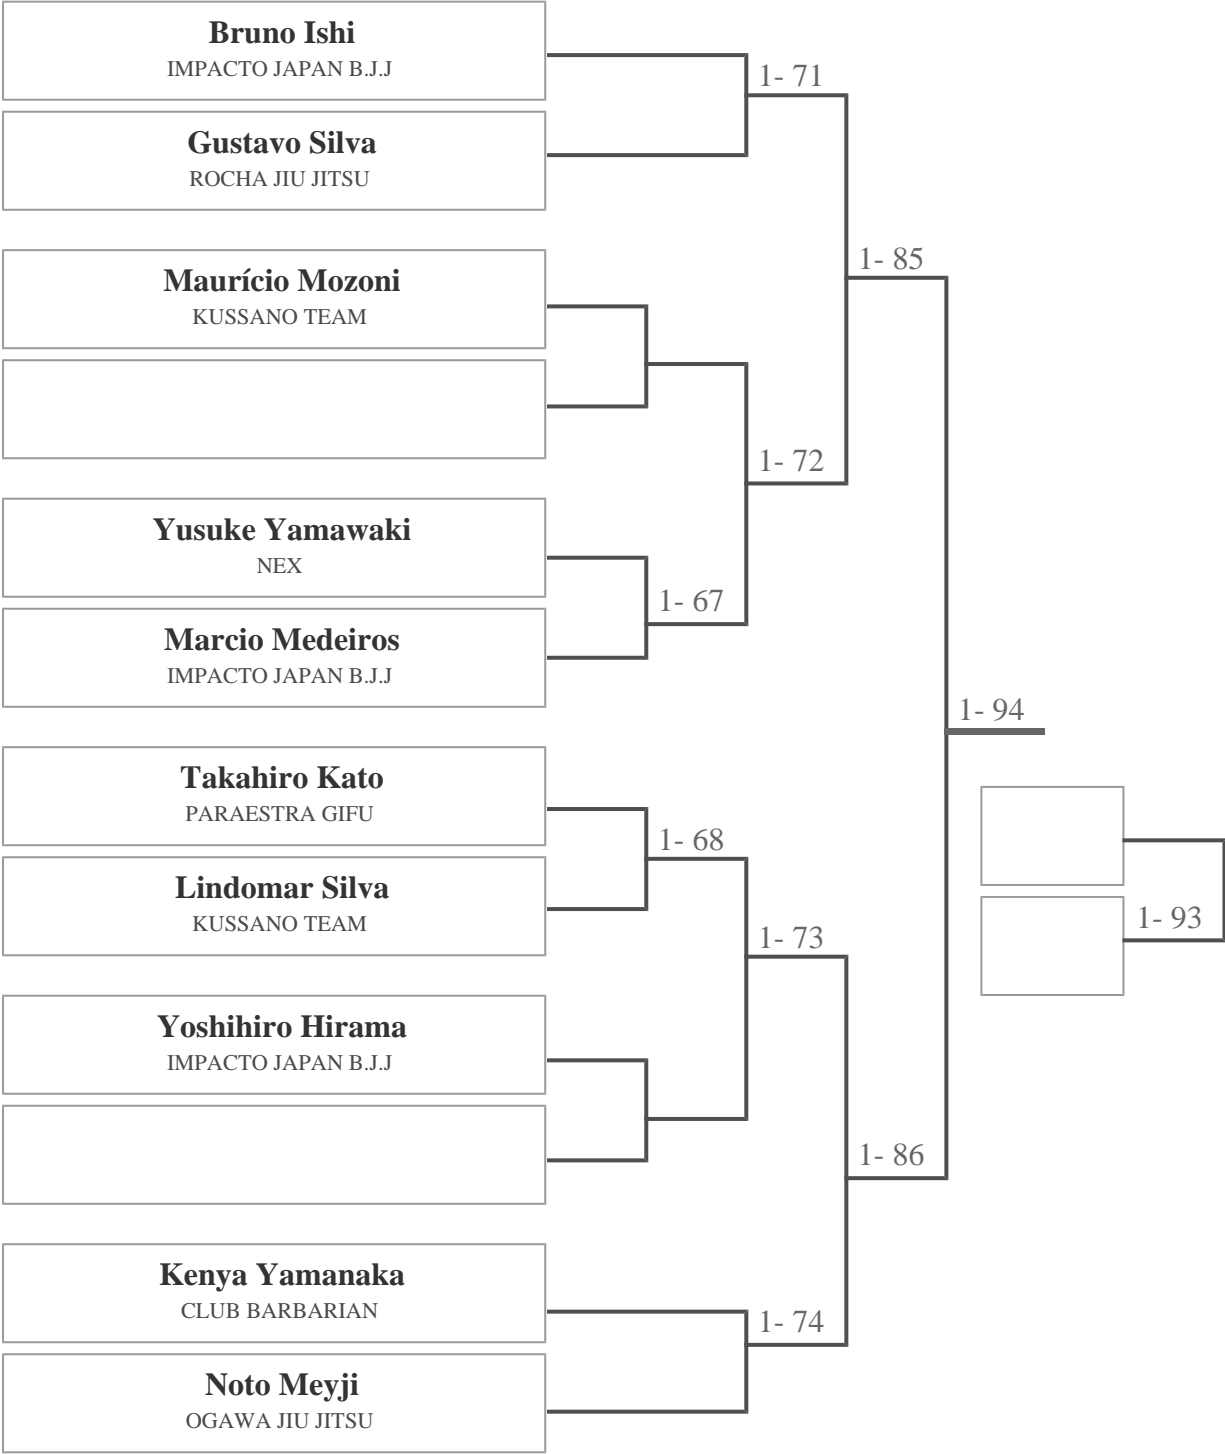 Bruno Ishi
IMPACTO JAPAN B.J.J
1- 71
Gustavo Silva
ROCHA JIU JITSU
1- 85
Maurício Mozoni
KUSSANO TEAM
1- 72
Yusuke Yamawaki
NEX
1- 67
Marcio Medeiros
IMPACTO JAPAN B.J.J
1- 94
Takahiro Kato
PARAESTRA GIFU
1- 68
Lindomar Silva
KUSSANO TEAM
1- 93
1- 73
Yoshihiro Hirama
IMPACTO JAPAN B.J.J
1- 86
Kenya Yamanaka
CLUB BARBARIAN
1- 74
Noto Meyji
OGAWA JIU JITSU